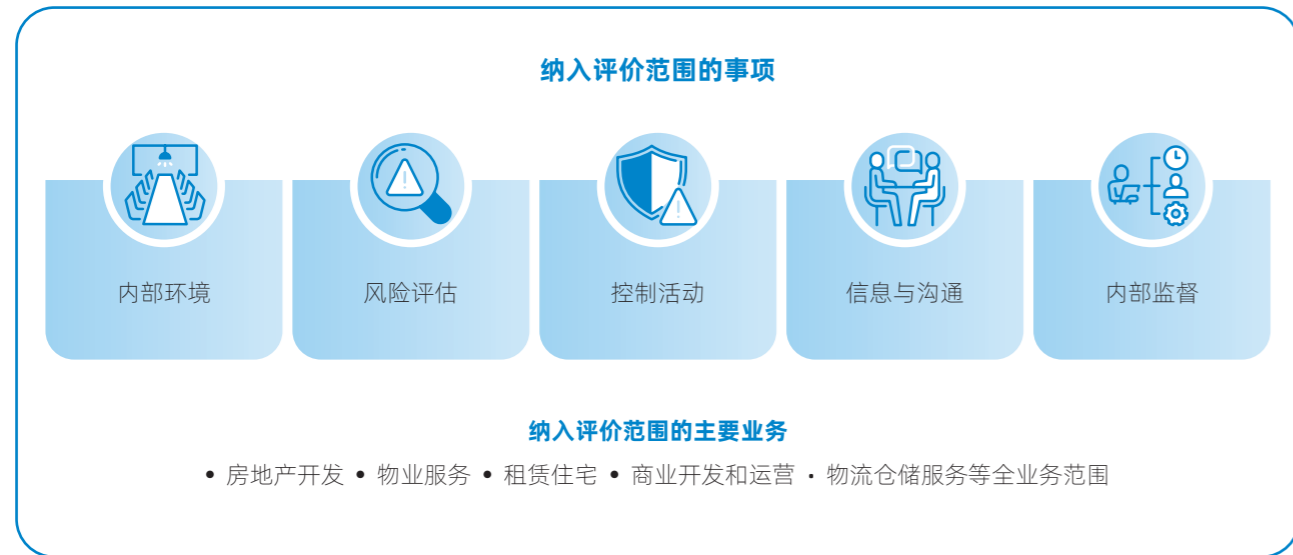 纳入评价范围的事项
内部环境
风险评估
控制活动
信息与沟通
内部监督
纳入评价范围的主要业务
• 房地产开发 • 物业服务 • 租赁住宅 • 商业开发和运营 · 物流仓储服务等全业务范围